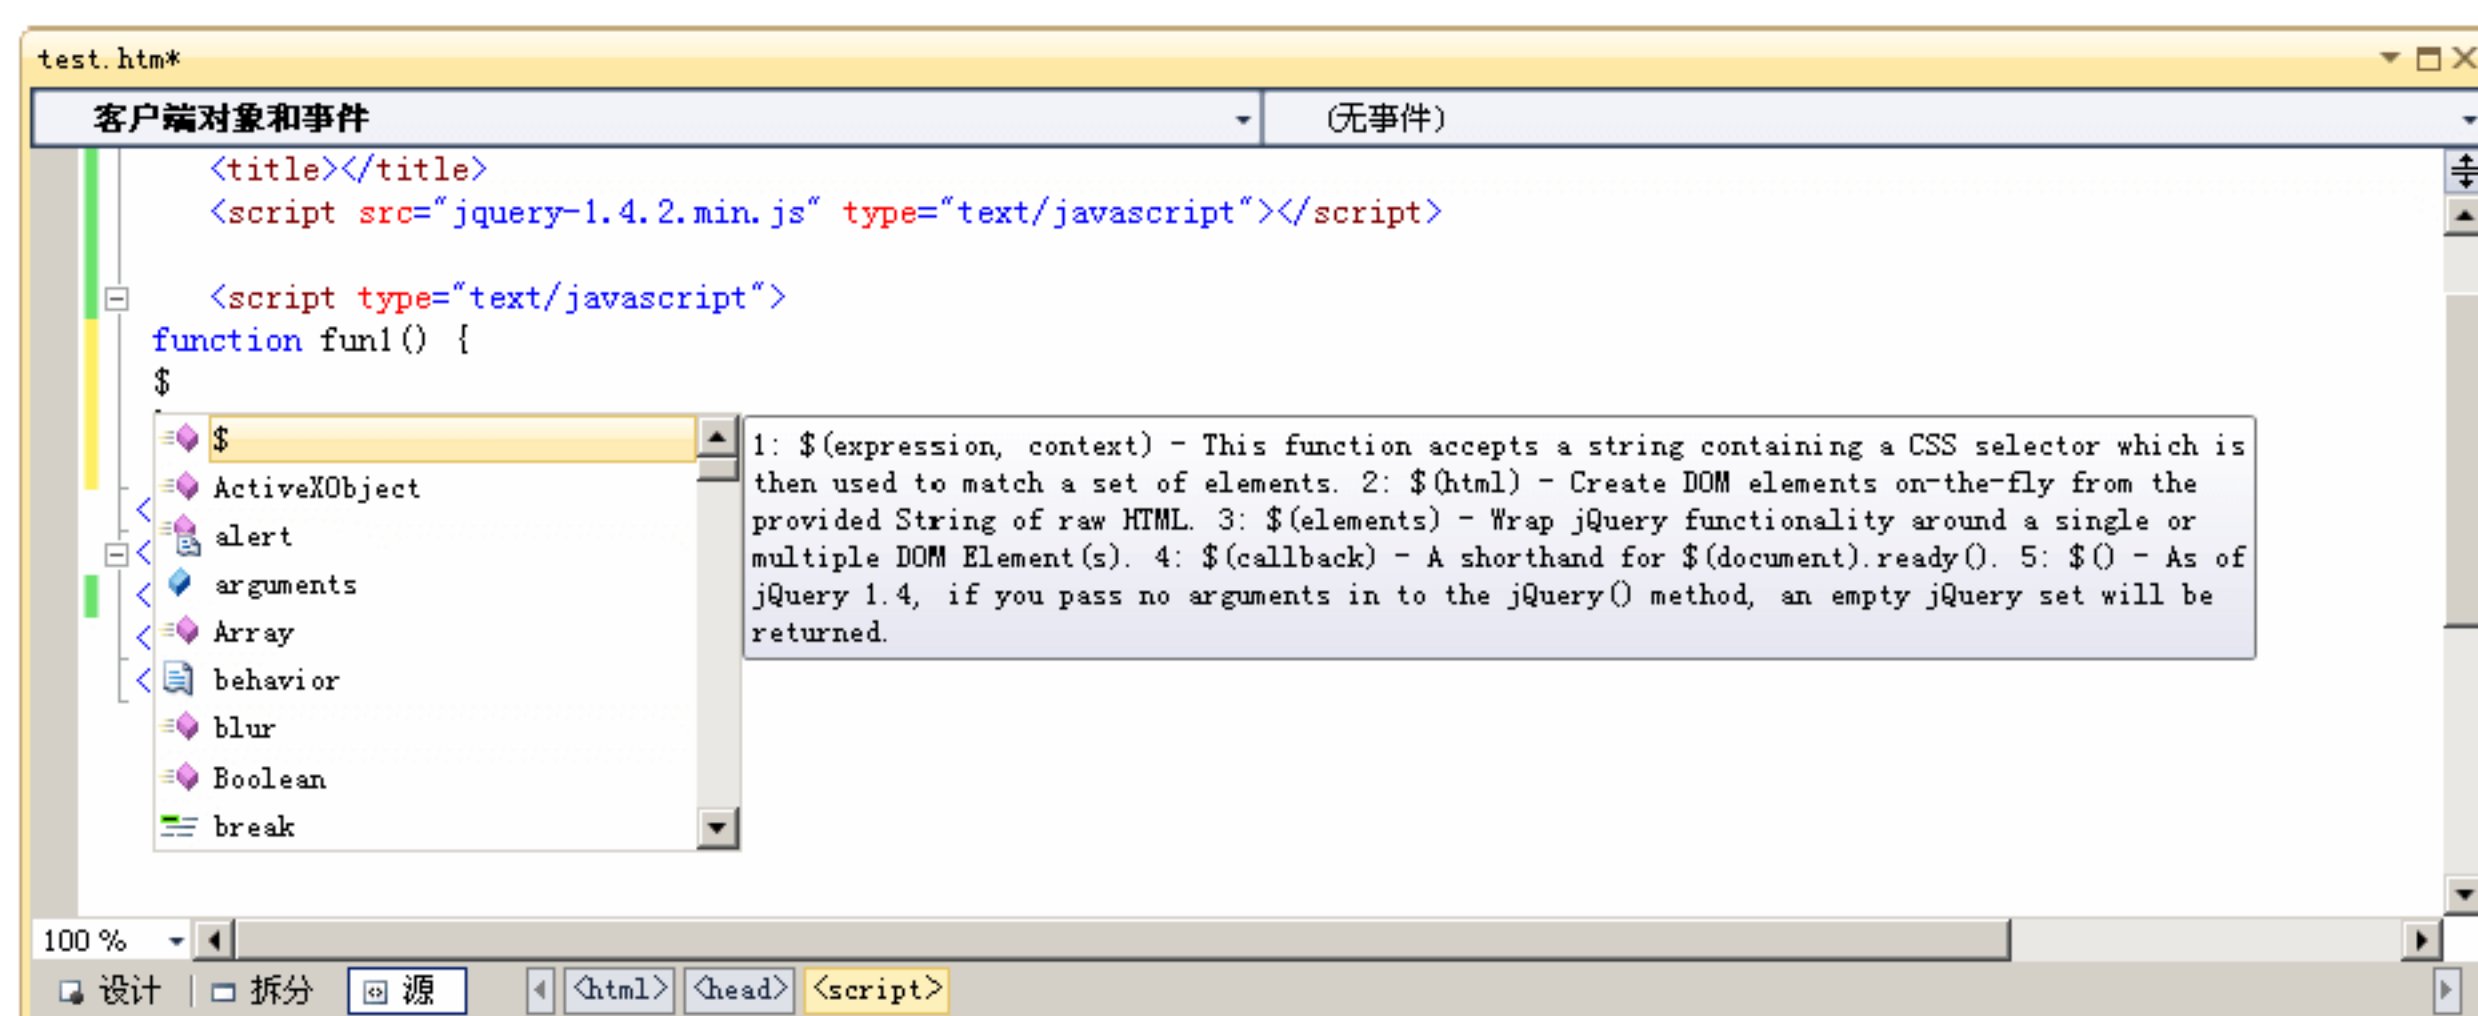 test.htm*
客户端对象和事件 (无事件)
<title></title>
<script src="jquery-1.4.2.min.js" type="text/javascript"></script>
<script type="text/javascript">
function fun1() {
$
$
ActiveXObject
alert
arguments
Array
behavior
blur
Boolean
break
1: $(expression, context) - This function accepts a string containing a CSS selector which is
then used to match a set of elements. 2: $(html) - Create DOM elements on-the-fly from the
provided String of raw HTML. 3: $(elements) - Wrap jQuery functionality around a single or
multiple DOM Element(s). 4: $(callback) - A shorthand for $(document).ready(). 5: $() - As of
jQuery 1.4, if you pass no arguments in to the jQuery() method, an empty jQuery set will be
returned.
100 %
设计 拆分 源 <html> <head> <script>